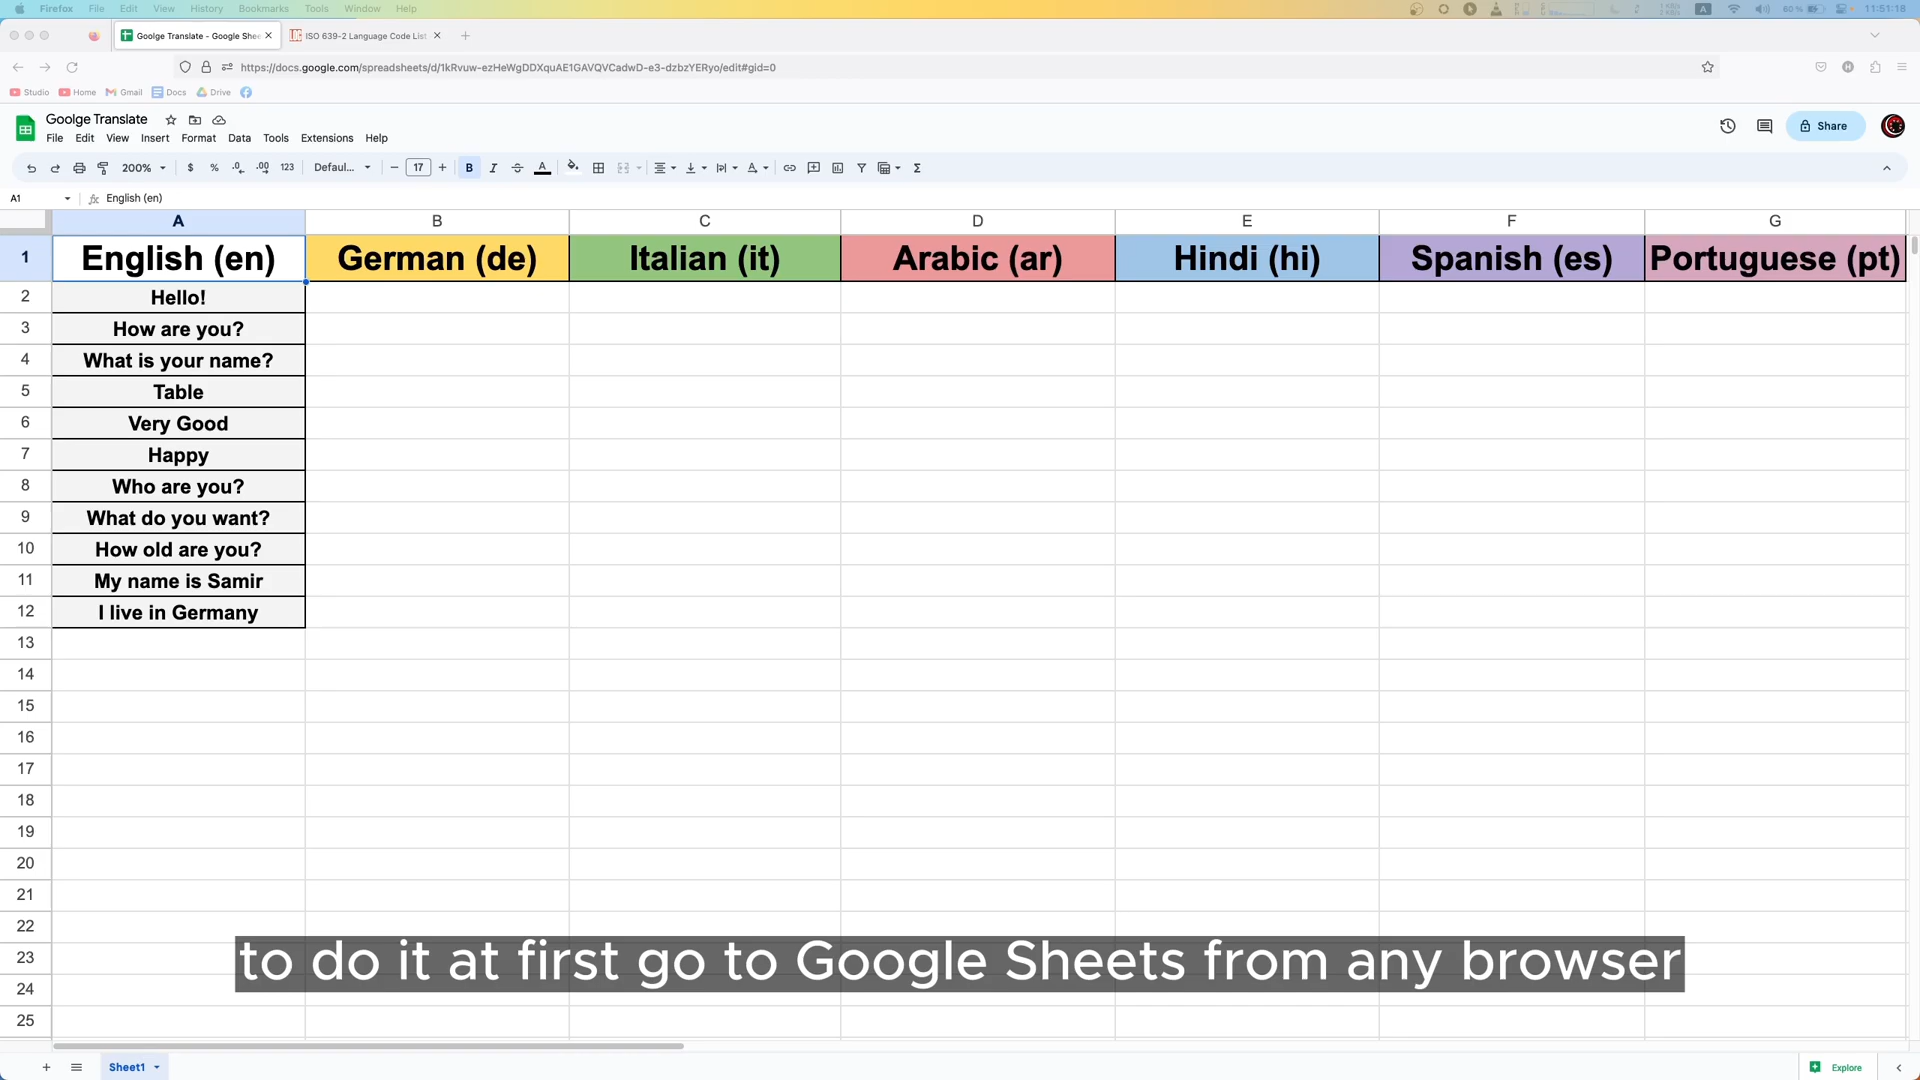 Firefox File Edit View History Bookmarks Tools Window Help
60 % 11:51:18
Goolge Translate - Google Shee ISO 639-2 Language Code List
https://docs.google.com/spreadsheets/d/1kRvuw-ezHeWgDDXquAE1GAVQVCadwD-e3-dzbzYERyo/edit#gid=0
Studio Home Gmail Docs Drive
Goolge Translate
File Edit View Insert Format Data Tools Extensions Help
Share
200% $ % .0 .00 123 Defaul... 17 B I A
A1 fx English (en)
A B C D E F G
1 English (en) German (de) Italian (it) Arabic (ar) Hindi (hi) Spanish (es) Portuguese (pt)
2 Hello!
3 How are you?
4 What is your name?
5 Table
6 Very Good
7 Happy
8 Who are you?
9 What do you want?
10 How old are you?
11 My name is Samir
12 I live in Germany
13
14
15
16
17
18
19
20
21
22
23
24
25
to do it at first go to Google Sheets from any browser
Sheet1 Explore